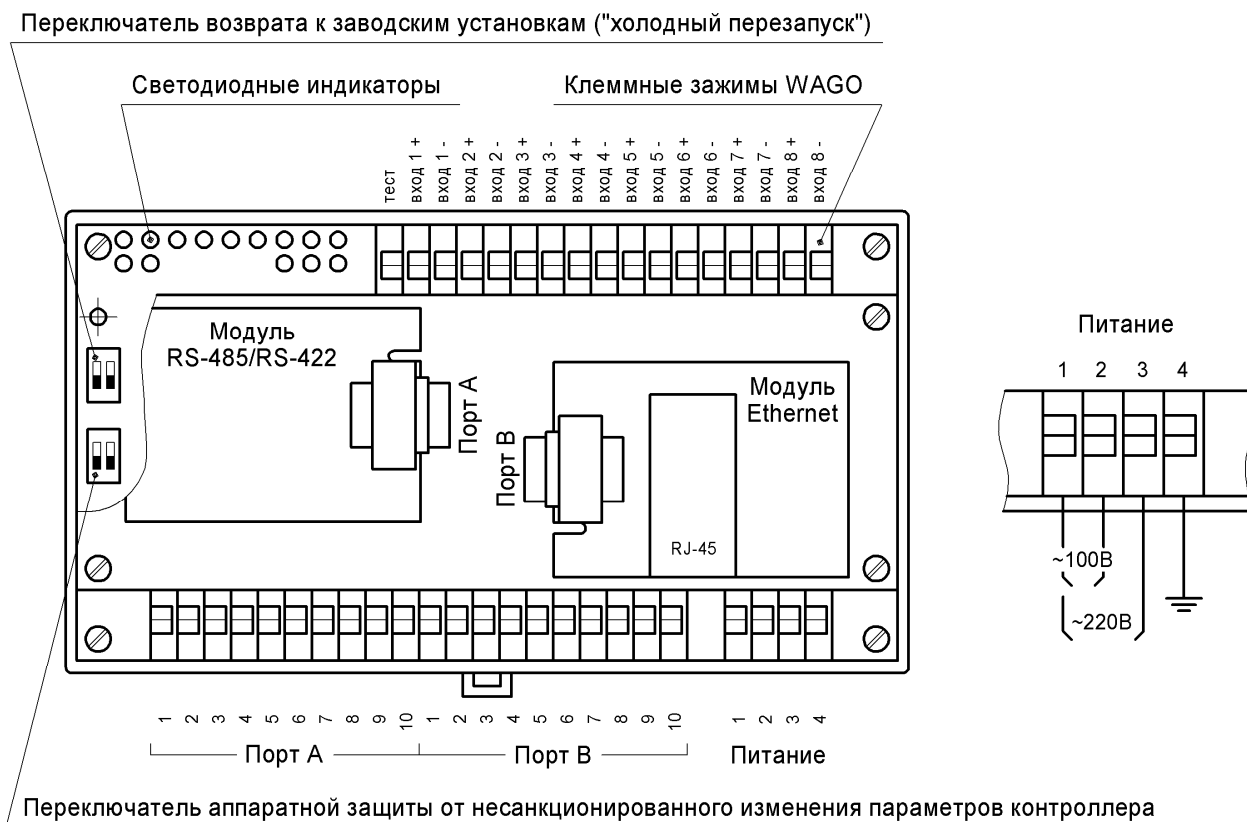 Переключатель возврата к заводским установкам ("холодный перезапуск")
Светодиодные индикаторы
Клеммные зажимы WAGO
тест
вход 1 +
вход 1 -
вход 2 +
вход 2 -
вход 3 +
вход 3 -
вход 4 +
вход 4 -
вход 5 +
вход 5 -
вход 6 +
вход 6 -
вход 7 +
вход 7 -
вход 8 +
вход 8 -
Модуль
RS-485/RS-422
Порт A
Порт B
Модуль
Ethernet
RJ-45
Питание
1 2 3 4
~100В
~220В
1 2 3 4 5 6 7 8 9 10 1 2 3 4 5 6 7 8 9 10 1 2 3 4
Порт А Порт В Питание
Переключатель аппаратной защиты от несанкционированного изменения параметров контроллера